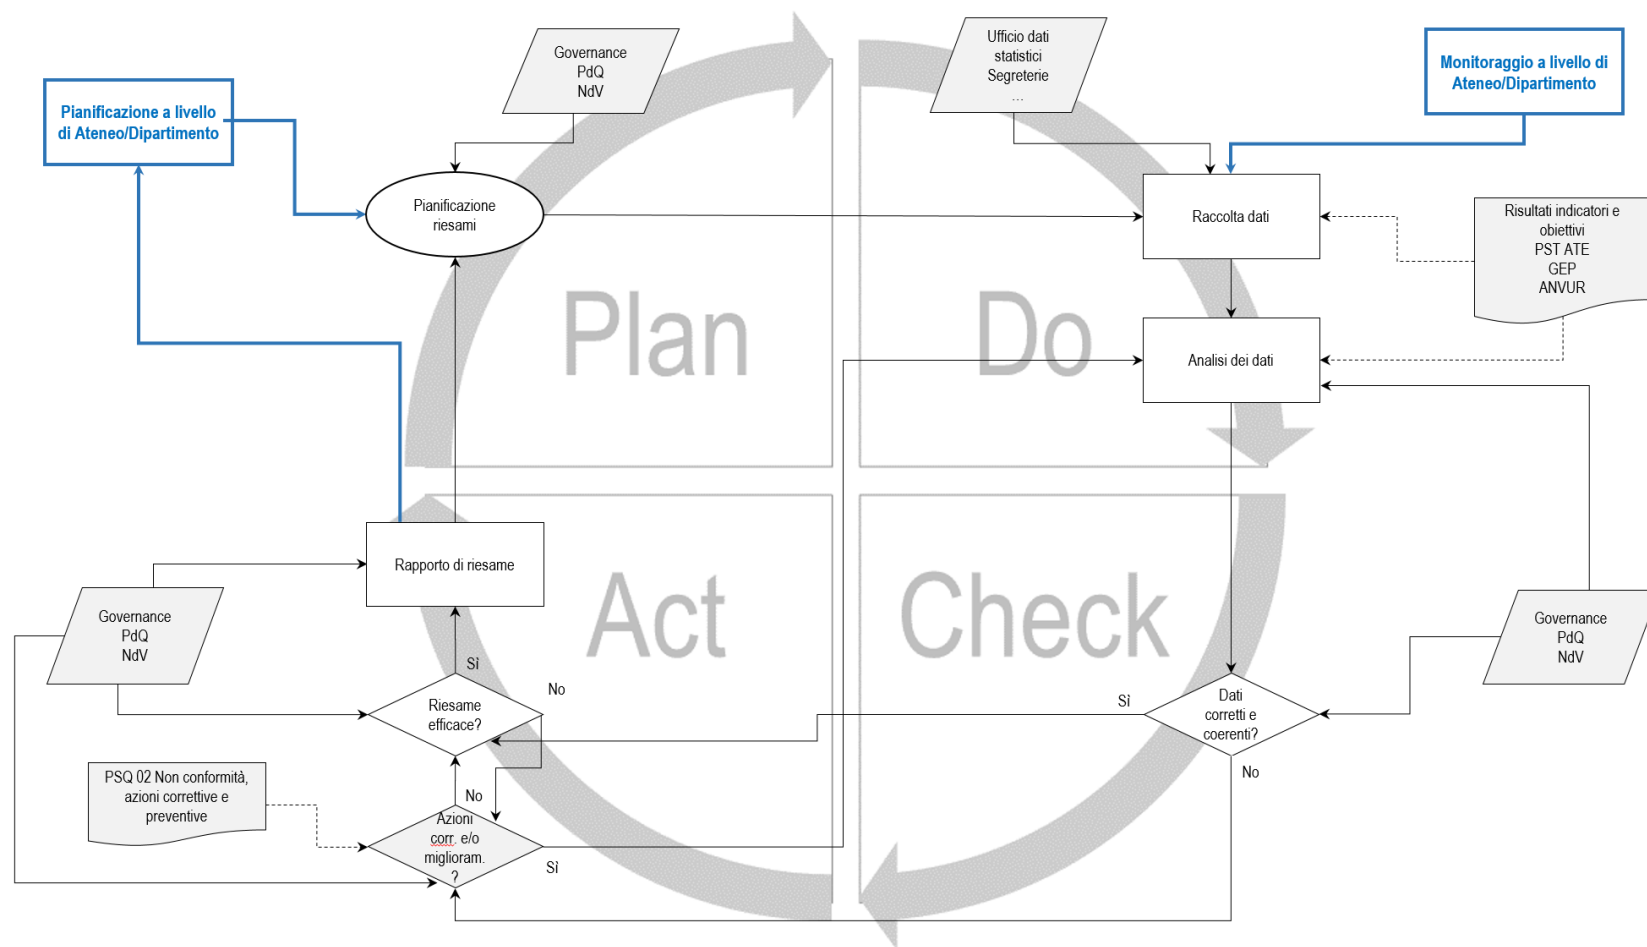 Governance
PdQ
NdV
Ufficio dati
statistici
Segreterie
...
Monitoraggio a livello di
Ateneo/Dipartimento
Pianificazione a livello
di Ateneo/Dipartimento
Pianificazione
riesami
Raccolta dati
Risultati indicatori e
obiettivi
PST ATE
GEP
ANVUR
Plan
Do
Analisi dei dati
Rapporto di riesame
Act
Check
Governance
PdQ
NdV
Governance
PdQ
NdV
Sì
No
Riesame
efficace?
Sì
Dati
corretti e
coerenti?
No
PSQ 02 Non conformità,
azioni correttive e
preventive
No
Azioni
corr. e/o
miglioram.
?
Sì